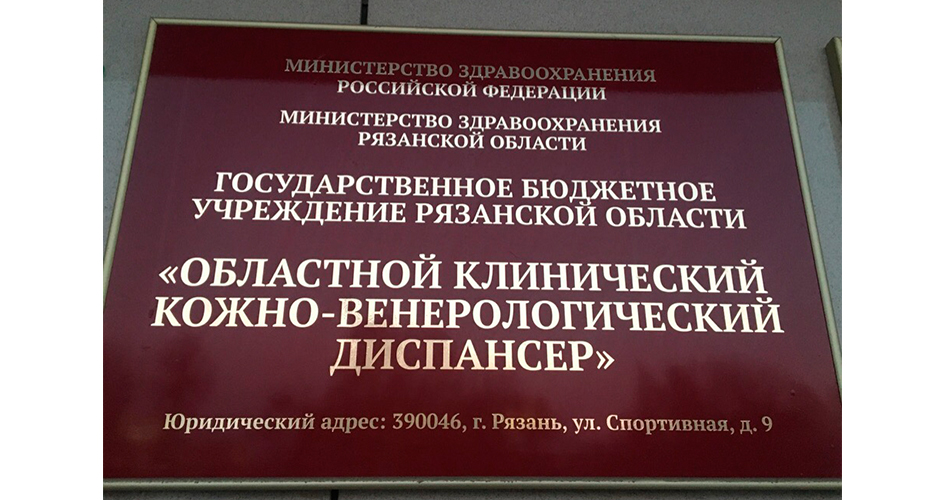 МИНИСТЕРСТВО ЗДРАВООХРАНЕНИЯ
РОССИЙСКОЙ ФЕДЕРАЦИИ
МИНИСТЕРСТВО ЗДРАВООХРАНЕНИЯ
РЯЗАНСКОЙ ОБЛАСТИ
ГОСУДАРСТВЕННОЕ БЮДЖЕТНОЕ
УЧРЕЖДЕНИЕ РЯЗАНСКОЙ ОБЛАСТИ
«ОБЛАСТНОЙ КЛИНИЧЕСКИЙ
КОЖНО-ВЕНЕРОЛОГИЧЕСКИЙ
ДИСПАНСЕР»
Юридический адрес: 390046, г. Рязань, ул. Спортивная, д. 9